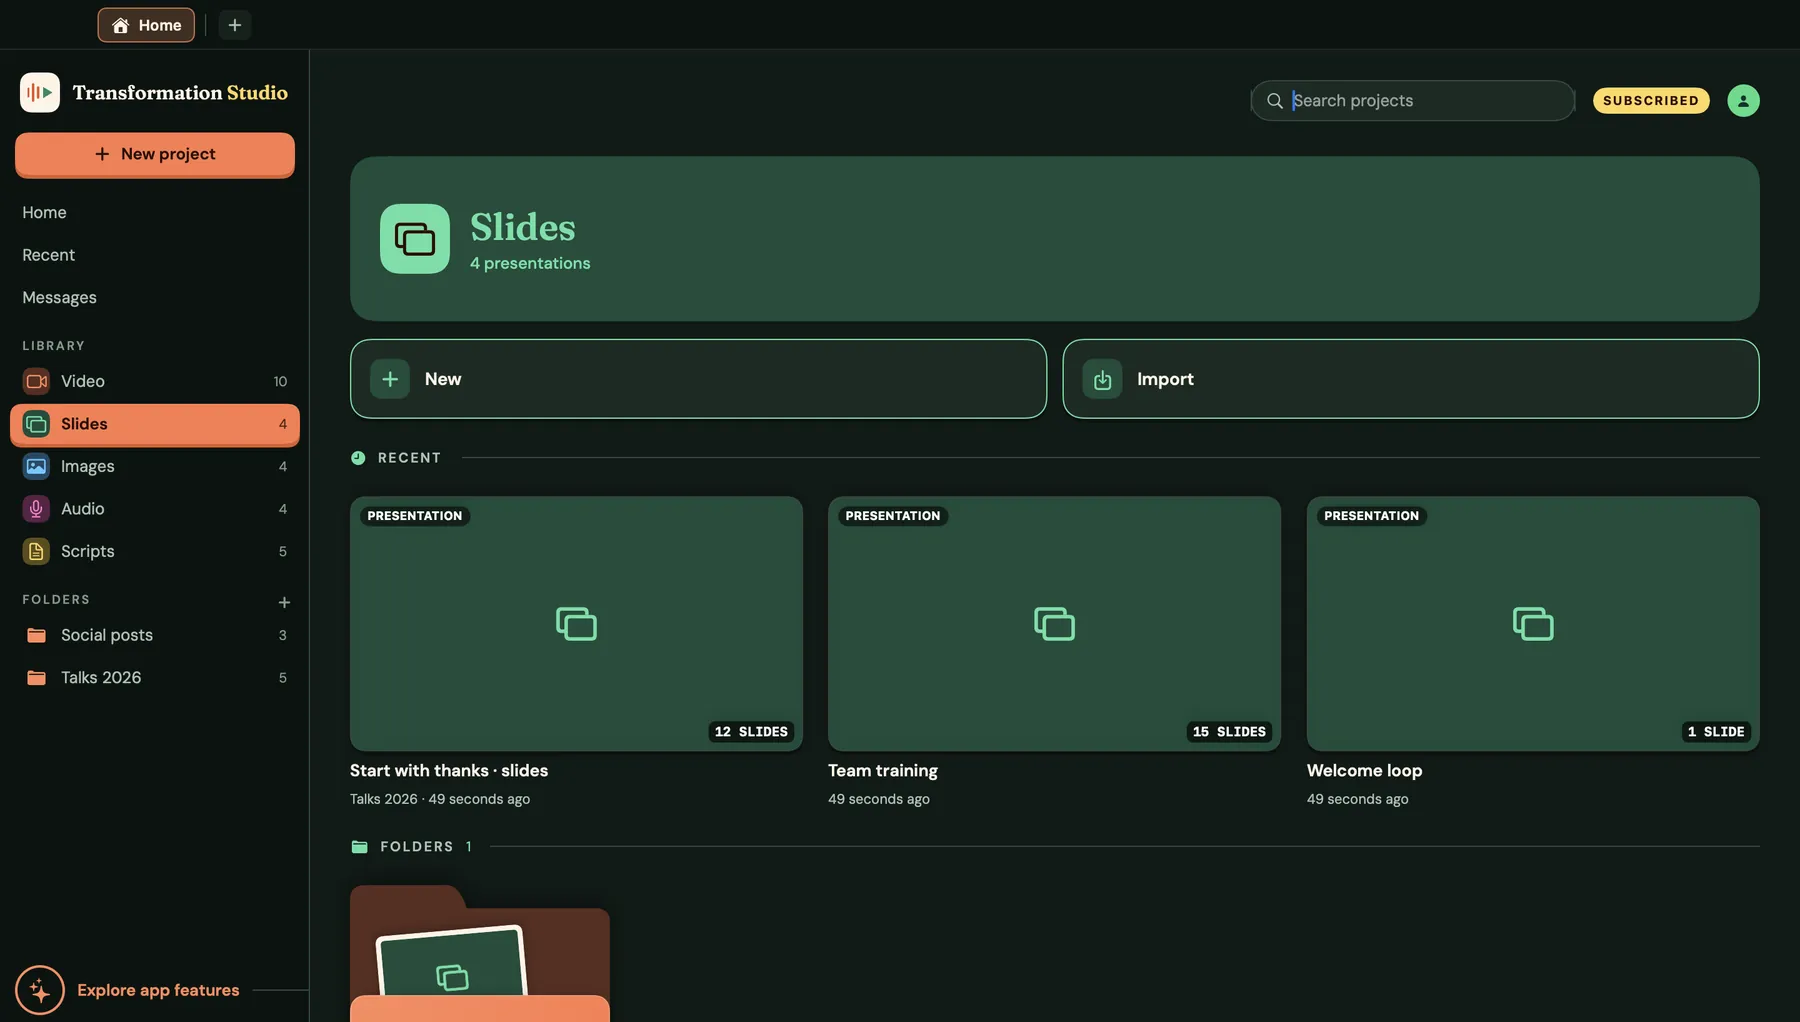 Home
Transformation Studio
New project
Home
Recent
Messages
LIBRARY
Video 10
Slides 4
Images 4
Audio 4
Scripts 5
FOLDERS
Social posts 3
Talks 2026 5
Explore app features
Search projects
SUBSCRIBED
Slides
4 presentations
New
Import
RECENT
PRESENTATION
12 SLIDES
Start with thanks · slides
Talks 2026 · 49 seconds ago
PRESENTATION
15 SLIDES
Team training
49 seconds ago
PRESENTATION
1 SLIDE
Welcome loop
49 seconds ago
FOLDERS 1